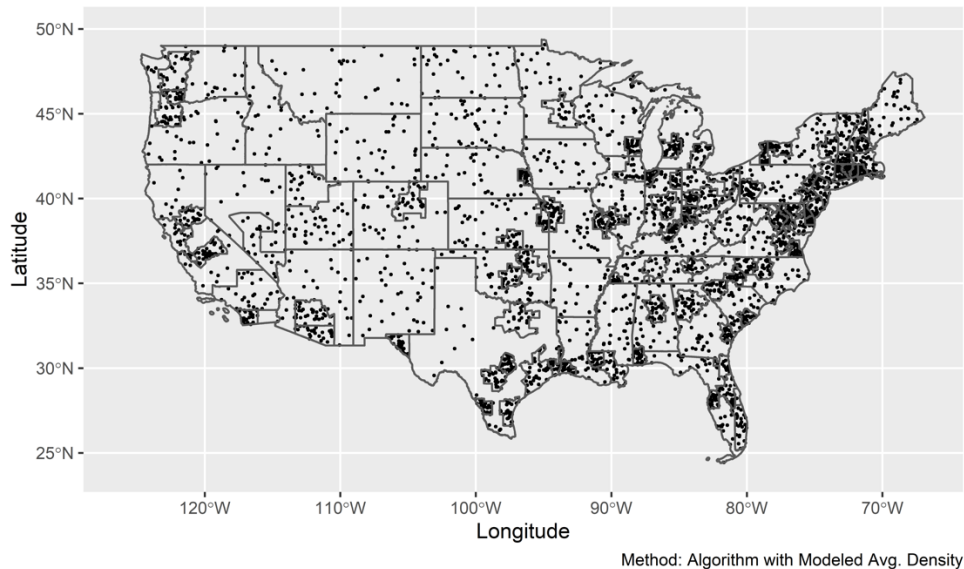 50°N
45°N
40°N
35°N
30°N
25°N
Latitude
120°W 110°W 100°W 90°W 80°W 70°W
Longitude
Method: Algorithm with Modeled Avg. Density